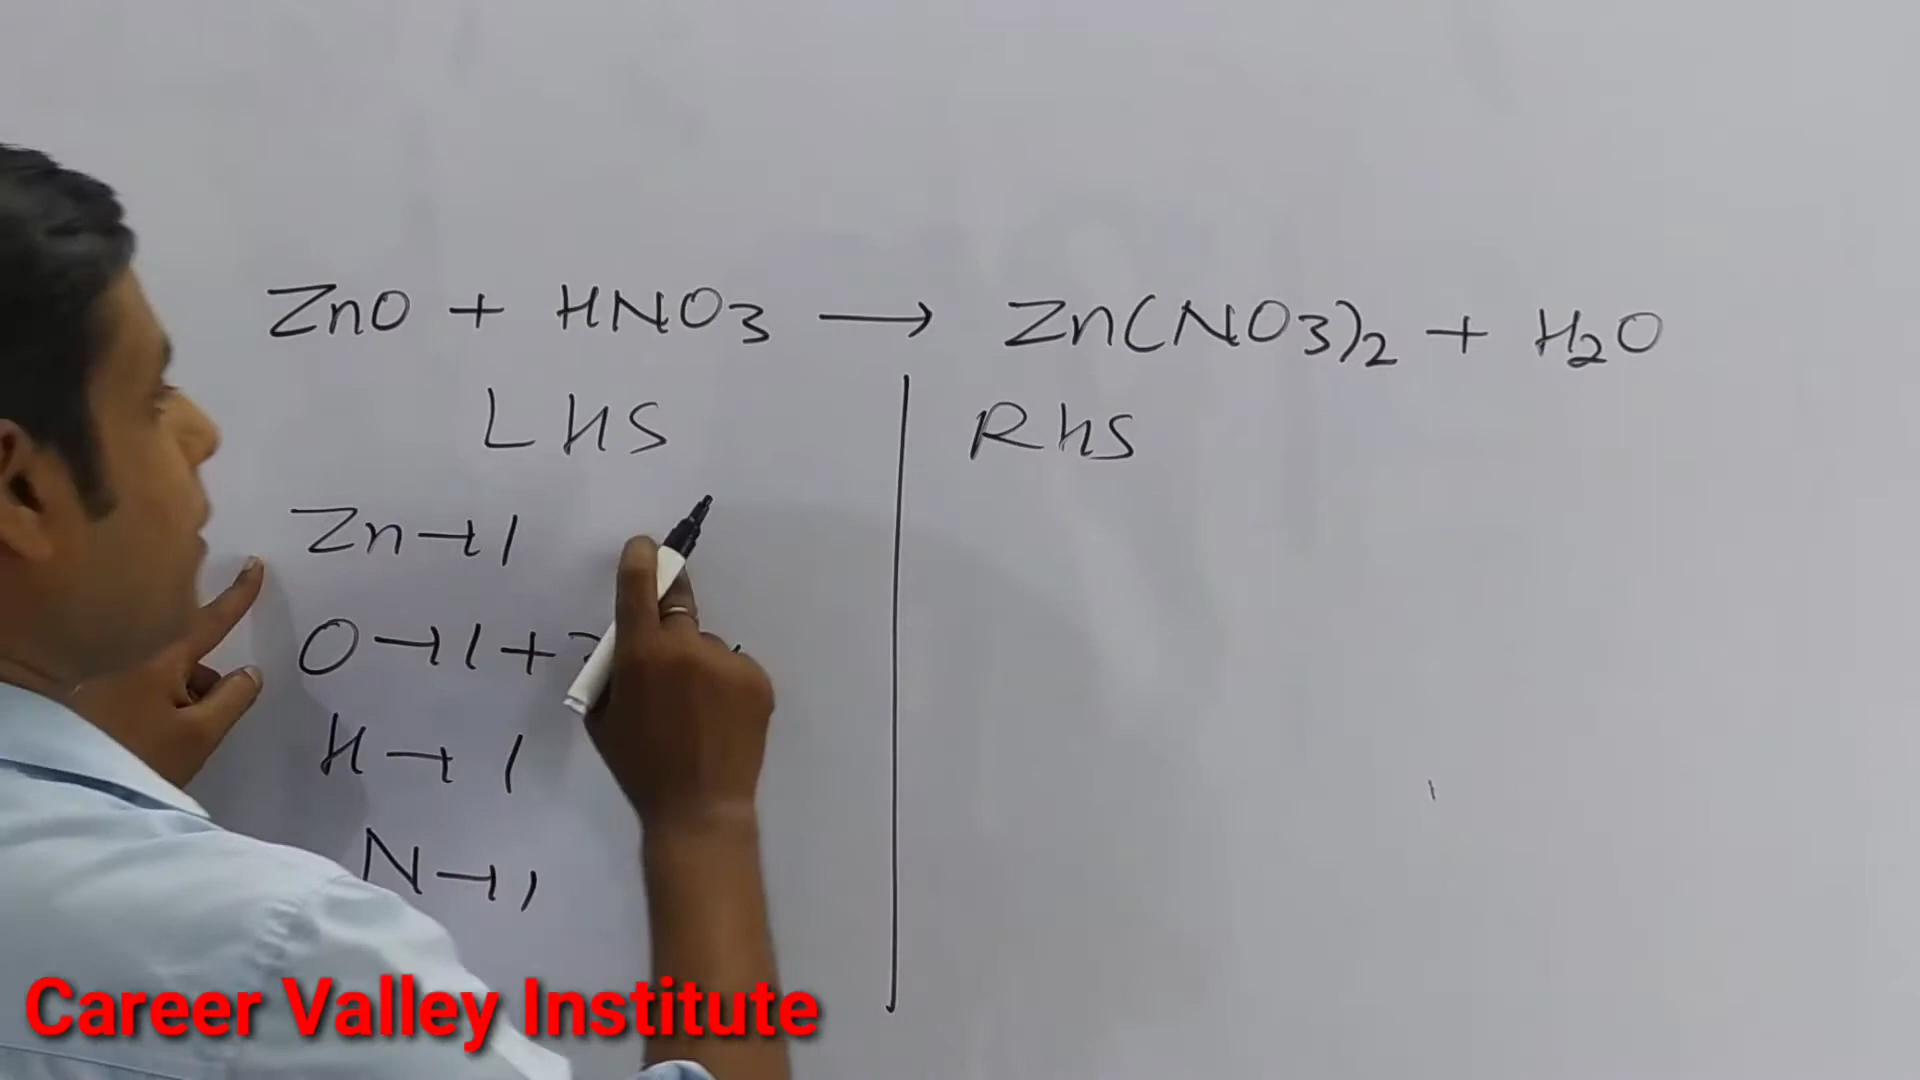 ZnO + HNO3 → Zn(NO3)2 + H2O
LHS RHS
Zn→1
O→1+
H→1
N→1
Career Valley Institute